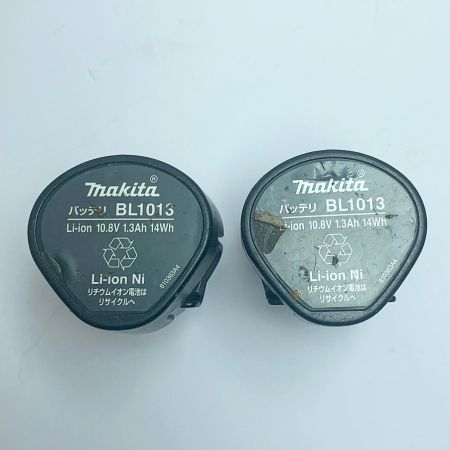 makita®
バッテリ BL1013
Li-ion 10.8V 1.3Ah 14Wh
Li-ion Ni
リチウムイオン電池は
リサイクルへ
makita®
バッテリ BL1013
Li-ion 10.8V 1.3Ah 14Wh
Li-ion Ni
リチウムイオン電池は
リサイクルへ